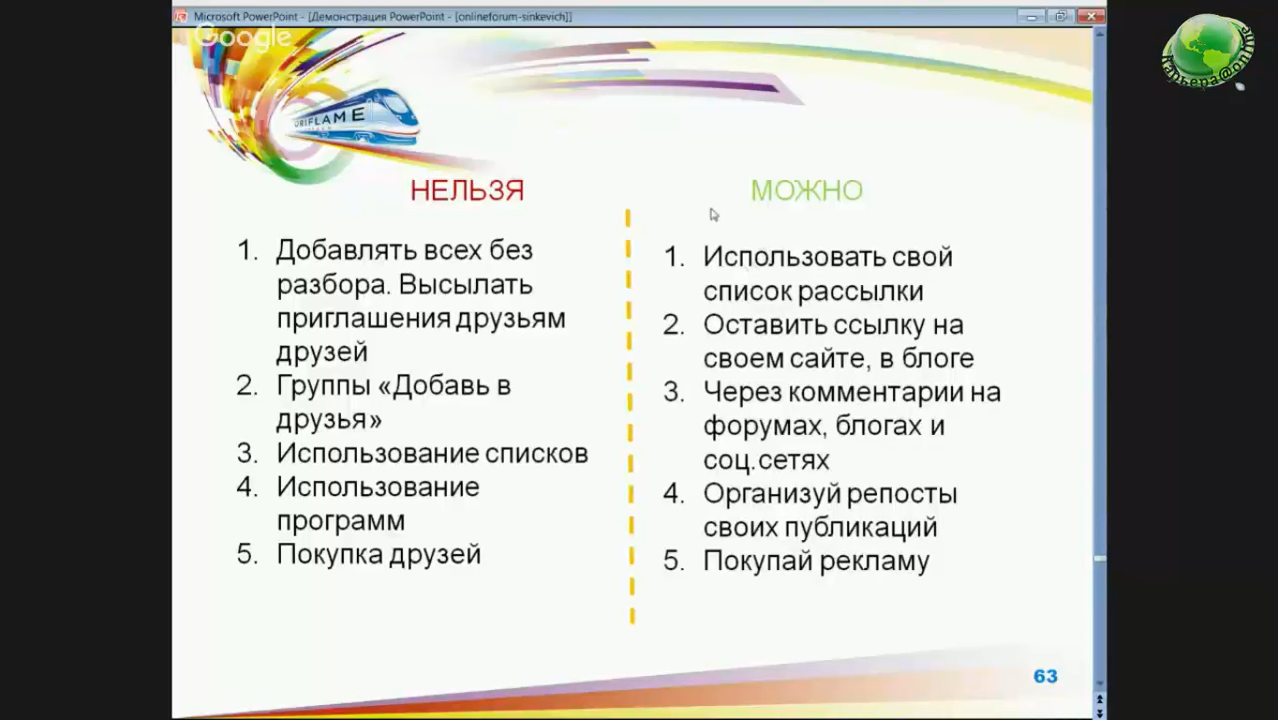 Microsoft PowerPoint - [Демонстрация PowerPoint - [onlineforum-sinkevich]]
Google
Карьера@online
ORIFLAME
НЕЛЬЗЯ
1. Добавлять всех без
разбора. Высылать
приглашения друзьям
друзей
2. Группы «Добавь в
друзья»
3. Использование списков
4. Использование
программ
5. Покупка друзей
МОЖНО
1. Использовать свой
список рассылки
2. Оставить ссылку на
своем сайте, в блоге
3. Через комментарии на
форумах, блогах и
соц.сетях
4. Организуй репосты
своих публикаций
5. Покупай рекламу
63